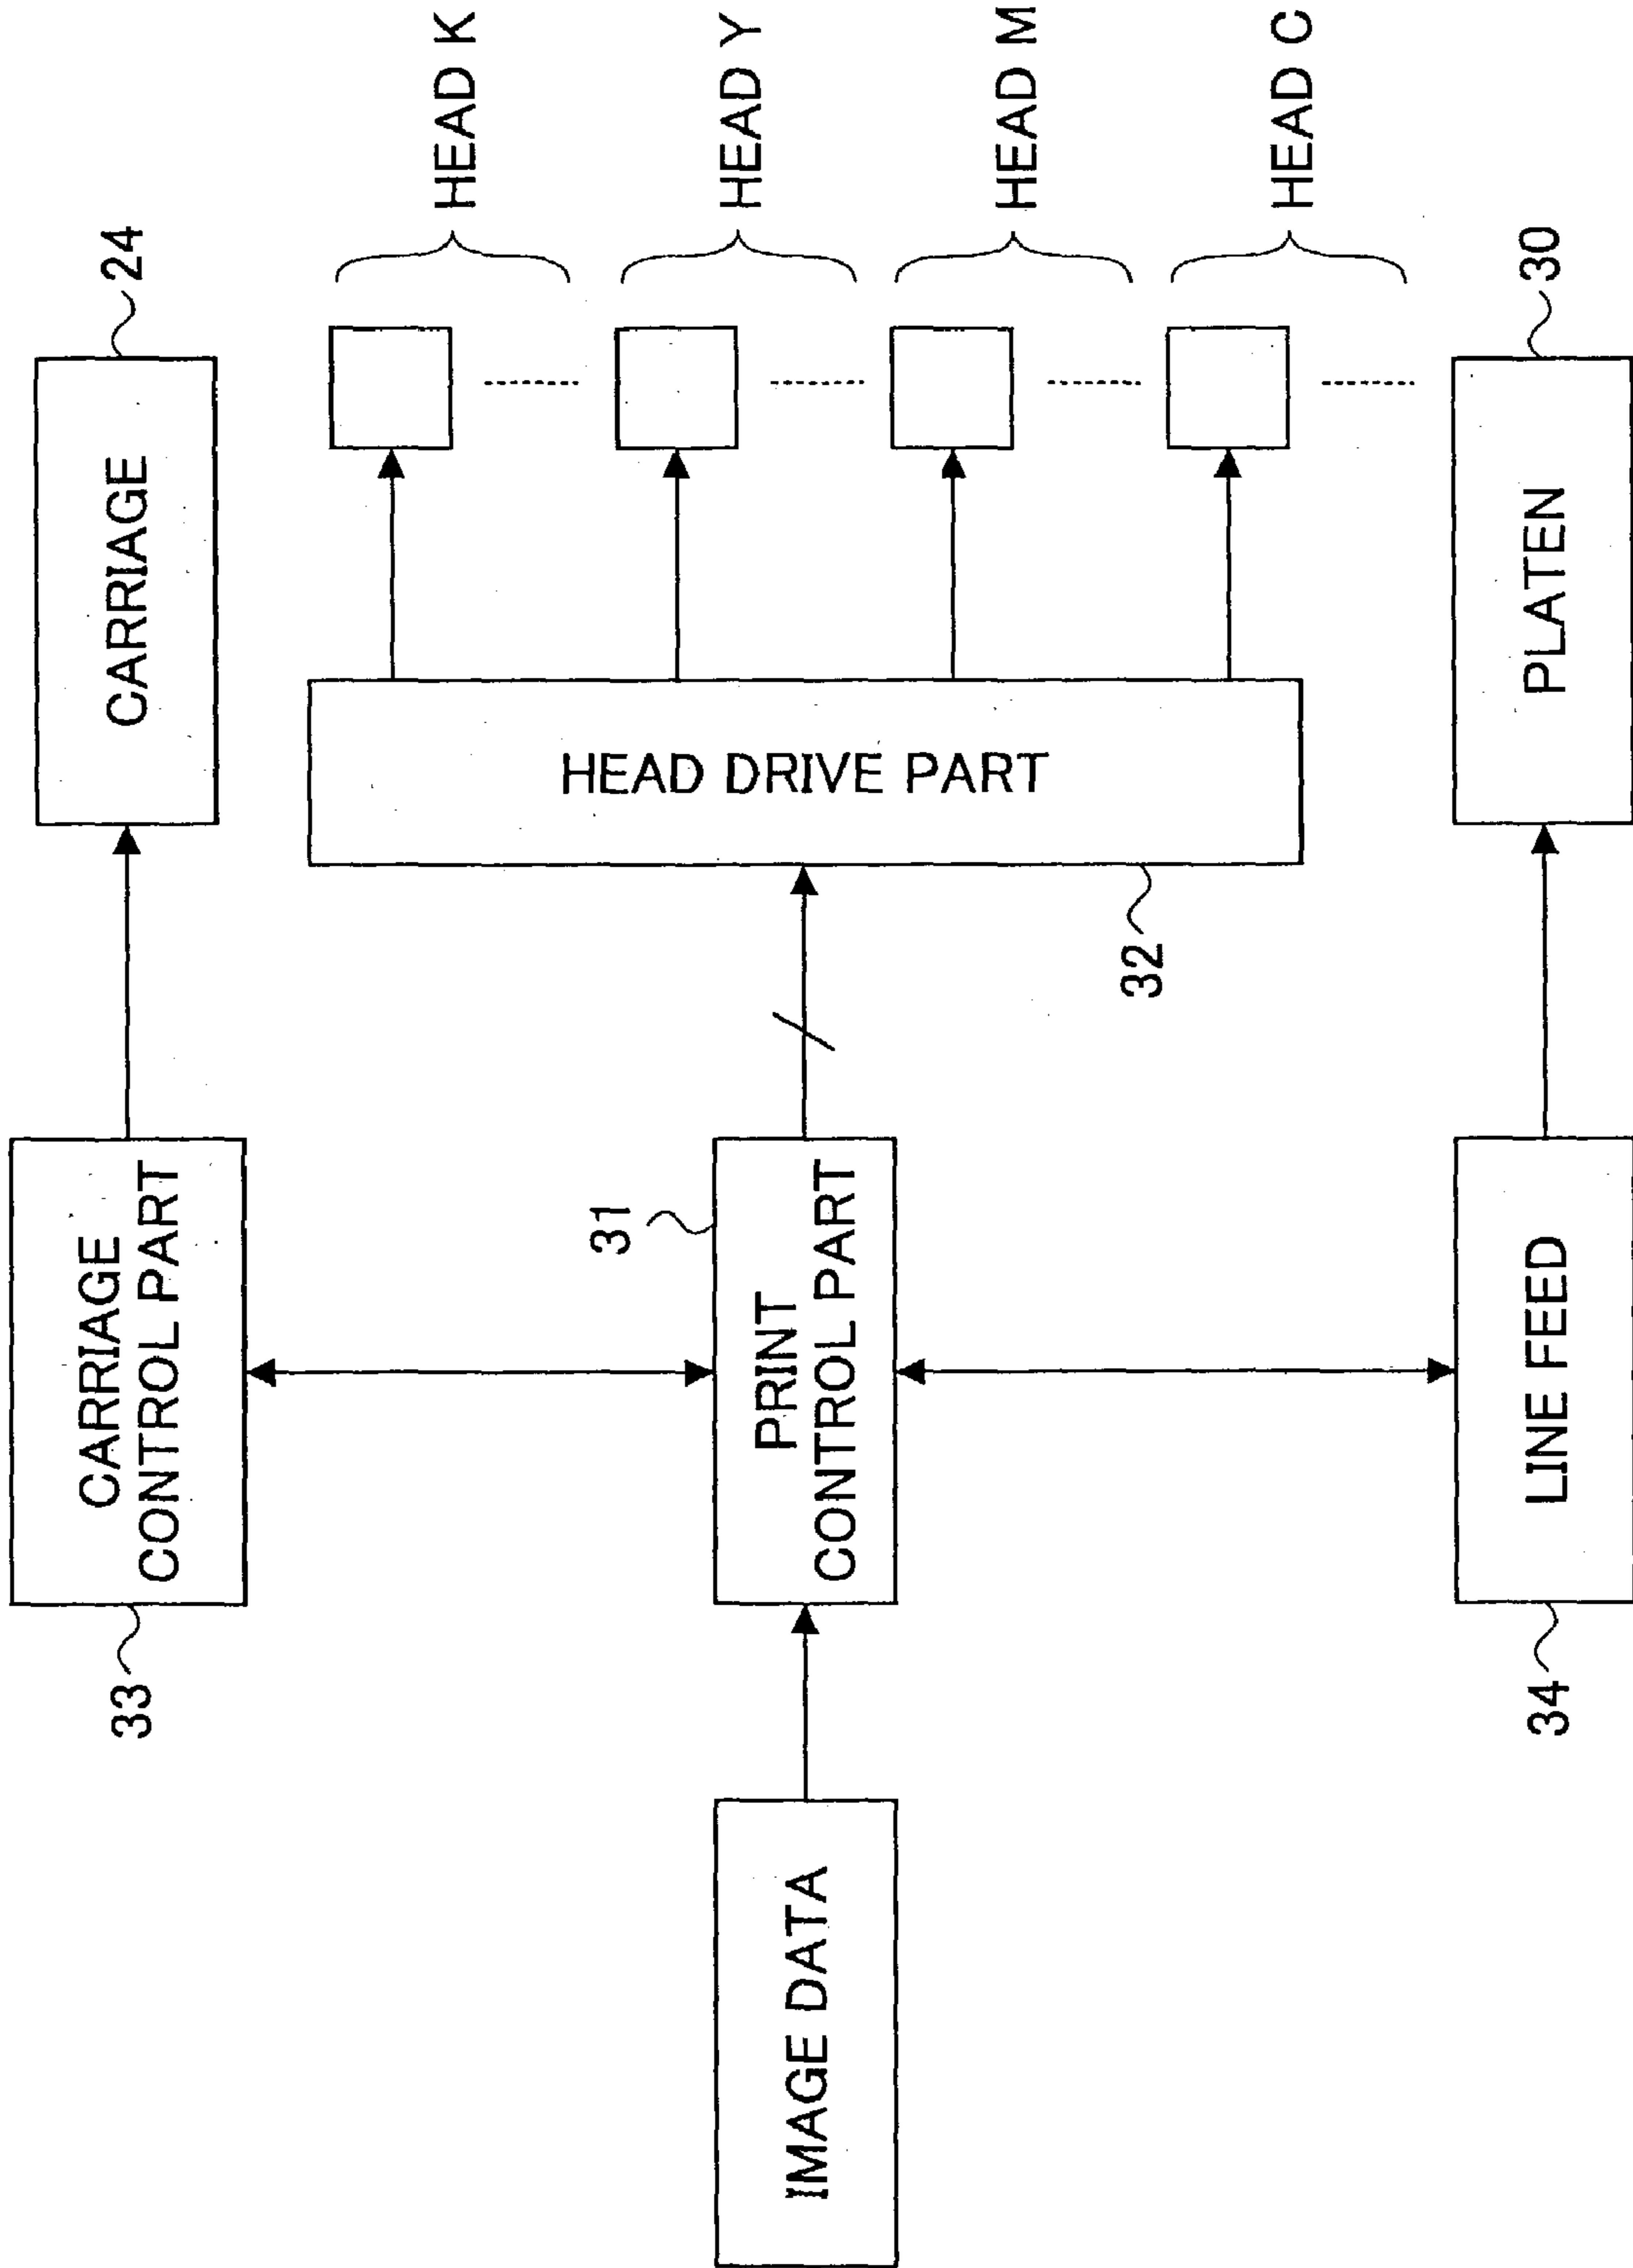 CARRIAGE
CONTROL PART
33
CARRIAGE
24
IMAGE DATA
PRINT
CONTROL PART
31
HEAD DRIVE PART
32
HEAD K
HEAD Y
HEAD M
HEAD C
LINE FEED
34
PLATEN
30